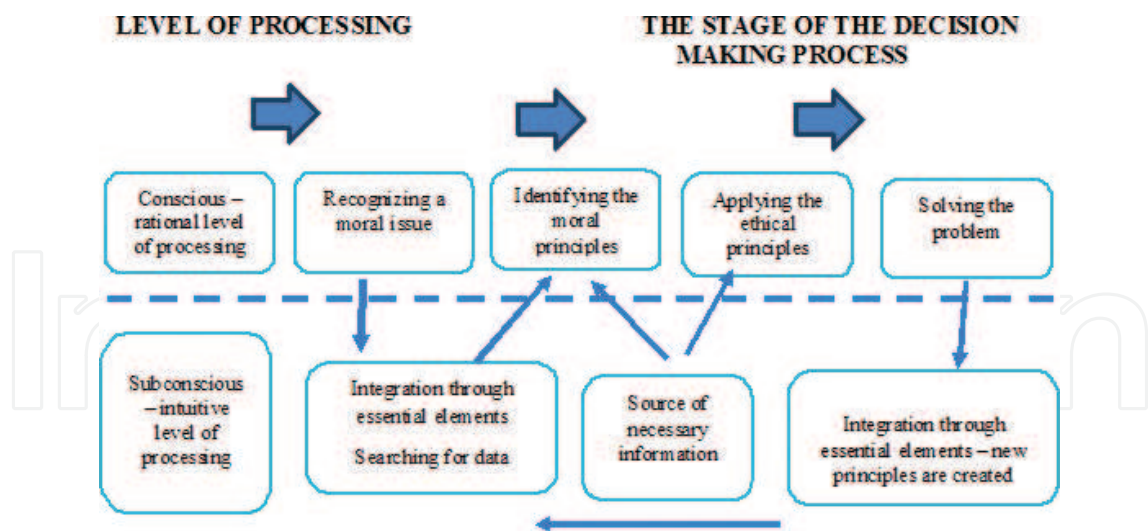 LEVEL OF PROCESSING
THE STAGE OF THE DECISION
MAKING PROCESS
Conscious –
rational level
of processing
Recognizing a
moral issue
Identifying the
moral
principles
Applying the
ethical
principles
Solving the
problem
Subconscious
–intuitive
level of
processing
Integration through
essential elements
Searching for data
Source of
necessary
information
Integration through
essential elements – new
principles are created